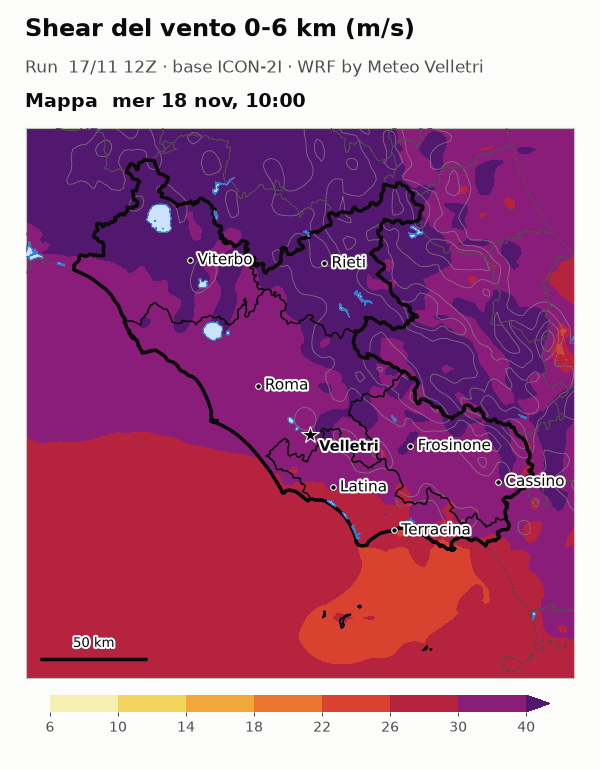 Shear del vento 0-6 km (m/s)
Run  17/11 12Z · base ICON-2I · WRF by Meteo Velletri
Mappa  mer 18 nov, 10:00
Viterbo
Rieti
Roma
Velletri
Frosinone
Cassino
Latina
Terracina
50 km
6 10 14 18 22 26 30 40